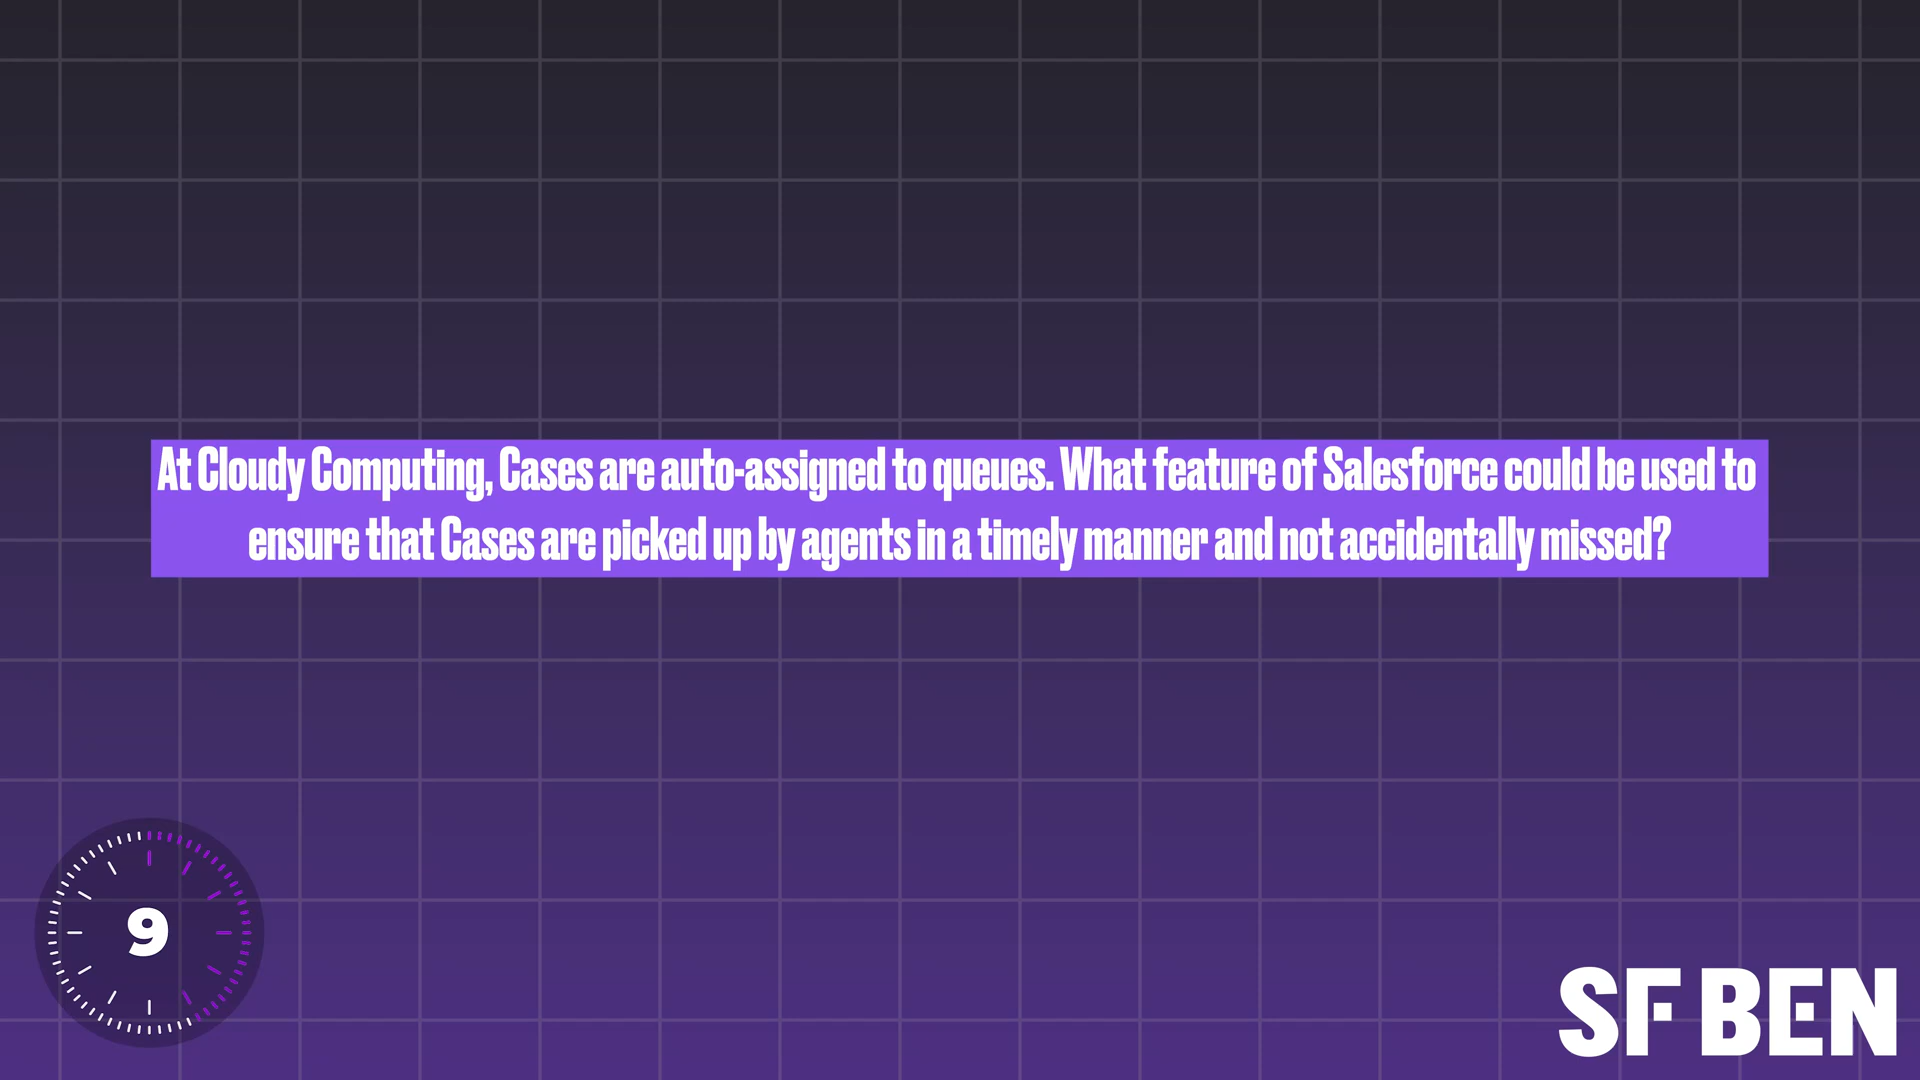 At Cloudy Computing, Cases are auto-assigned to queues. What feature of Salesforce could be used to
ensure that Cases are picked up by agents in a timely manner and not accidentally missed?
9
SF BEN